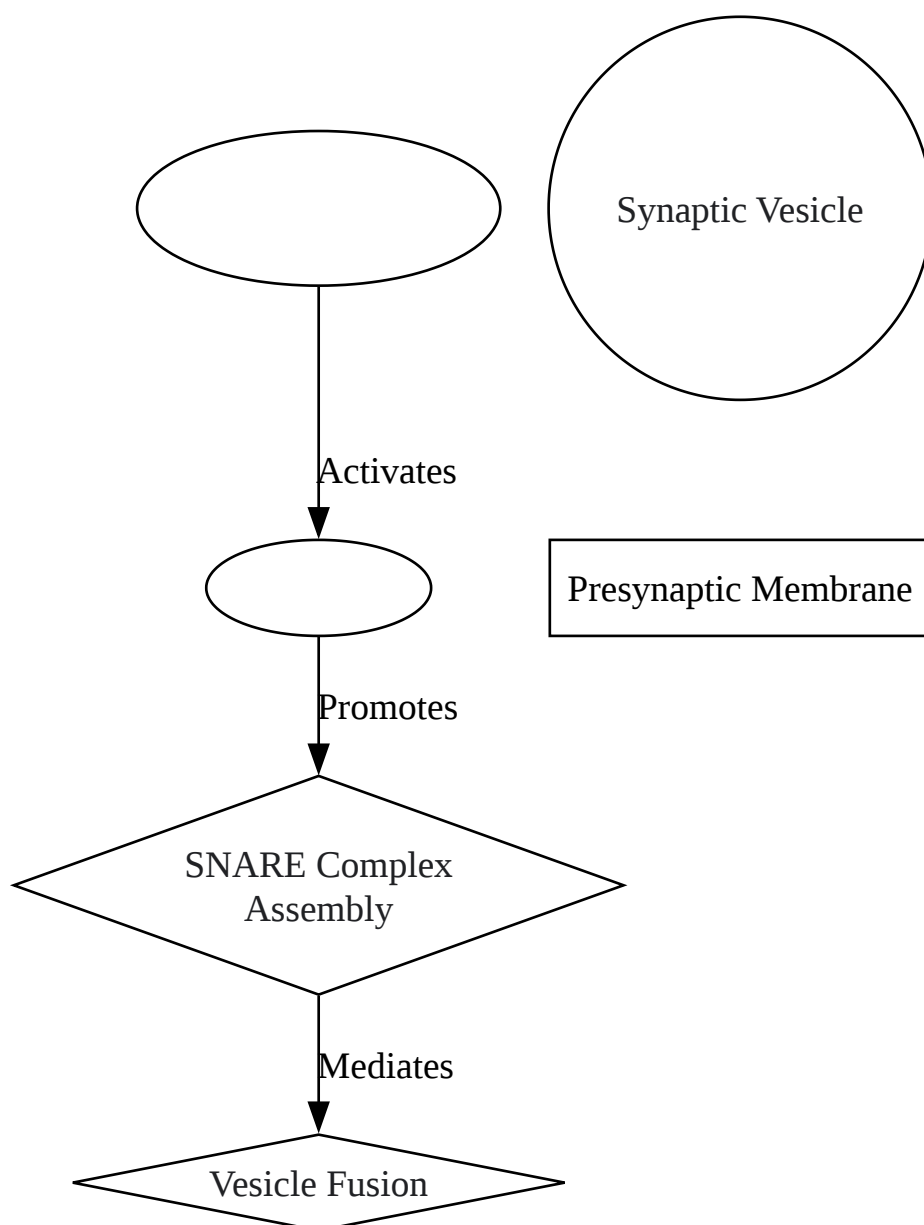 Synaptic Vesicle
Activates
Presynaptic Membrane
Promotes
SNARE Complex
Assembly
Mediates
Vesicle Fusion